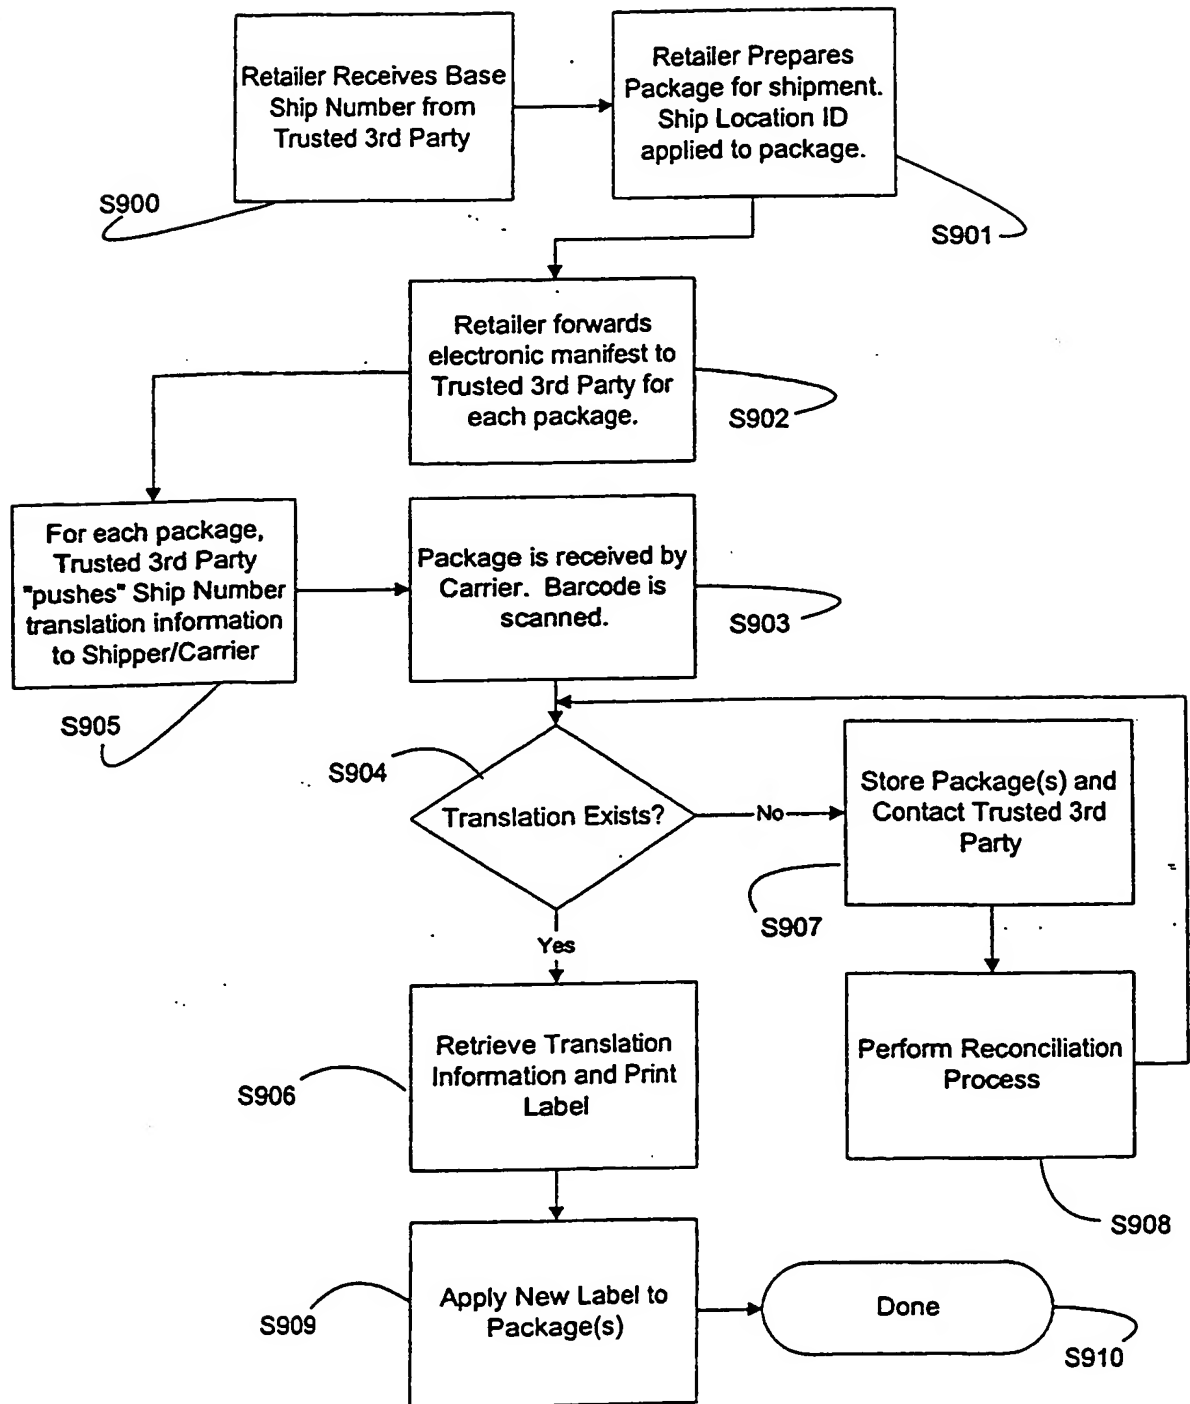 Retailer Receives Base
Ship Number from
Trusted 3rd Party
S900
Retailer Prepares
Package for shipment.
Ship Location ID
applied to package.
S901
Retailer forwards
electronic manifest to
Trusted 3rd Party for
each package.
S902
For each package,
Trusted 3rd Party
"pushes" Ship Number
translation information
to Shipper/Carrier
S905
Package is received by
Carrier. Barcode is
scanned.
S903
S904
Translation Exists?
No
Store Package(s) and
Contact Trusted 3rd
Party
S907
Yes
Retrieve Translation
Information and Print
Label
S906
Perform Reconciliation
Process
S908
Apply New Label to
Package(s)
S909
Done
S910